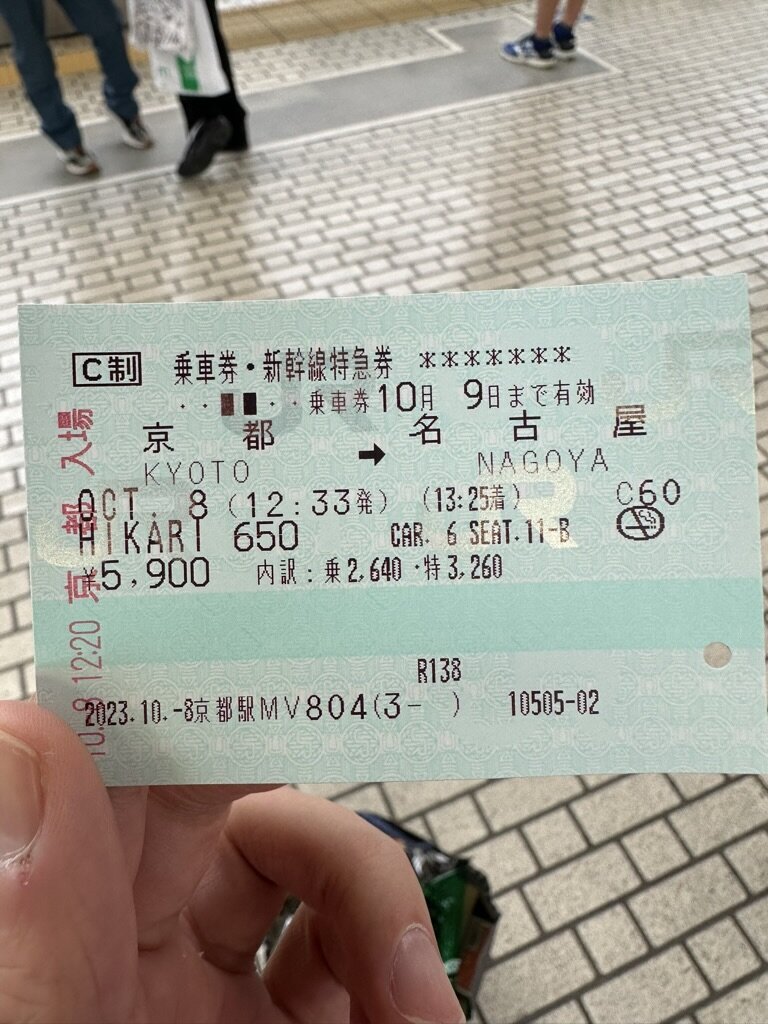 C制 乗車券・新幹線特急券 *******
・・■■・・乗車券10月 9日まで有効
京都 ➡ 名古屋
KYOTO NAGOYA
OCT. 8 (12:33発) (13:25着) C60
HIKARI 650 CAR. 6 SEAT.11-B
¥5,900 内訳:乗2,640・特3,260
R138
2023.10.-8京都駅MV804(3- ) 10505-02
10.-8 12:20 京都 入場